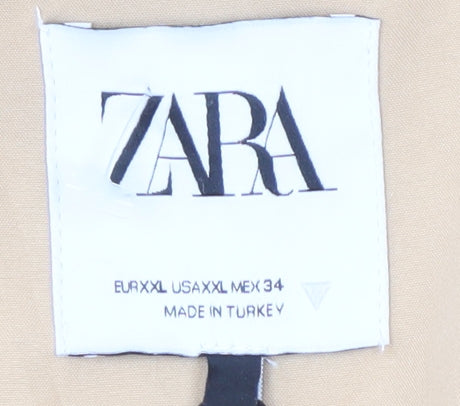 ZARA
EUR XXL USA XXL MEX 34
MADE IN TURKEY